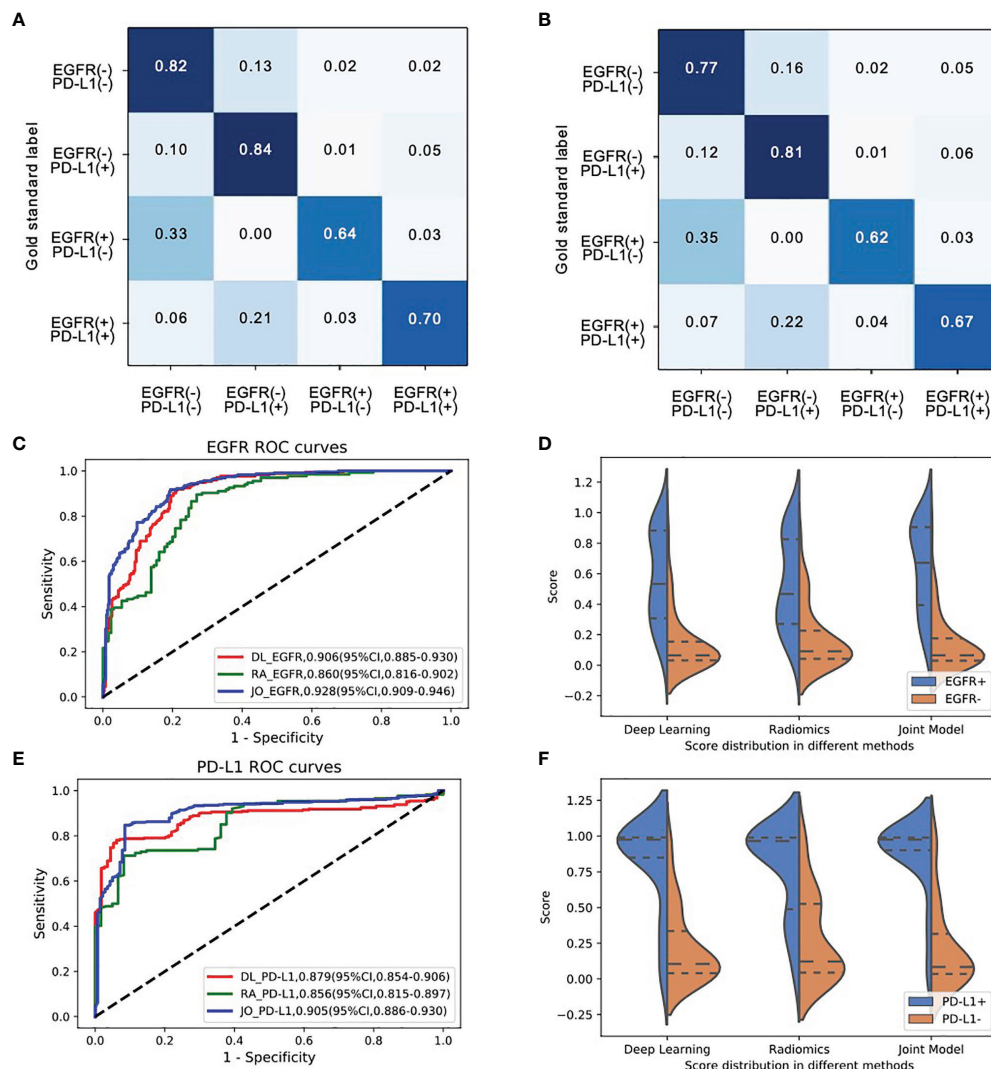 A
Gold standard label
EGFR(-)
PD-L1(-)
0.82 0.13 0.02 0.02
EGFR(-)
PD-L1(+)
0.10 0.84 0.01 0.05
EGFR(+)
PD-L1(-)
0.33 0.00 0.64 0.03
EGFR(+)
PD-L1(+)
0.06 0.21 0.03 0.70
EGFR(-) EGFR(-) EGFR(+) EGFR(+)
PD-L1(-) PD-L1(+) PD-L1(-) PD-L1(+)
B
Gold standard label
EGFR(-)
PD-L1(-)
0.77 0.16 0.02 0.05
EGFR(-)
PD-L1(+)
0.12 0.81 0.01 0.06
EGFR(+)
PD-L1(-)
0.35 0.00 0.62 0.03
EGFR(+)
PD-L1(+)
0.07 0.22 0.04 0.67
EGFR(-) EGFR(-) EGFR(+) EGFR(+)
PD-L1(-) PD-L1(+) PD-L1(-) PD-L1(+)
C
EGFR ROC curves
Sensitivity
1.0
0.8
0.6
0.4
0.2
0.0
DL_EGFR,0.906(95%CI,0.885-0.930)
RA_EGFR,0.860(95%CI,0.816-0.902)
JO_EGFR,0.928(95%CI,0.909-0.946)
0.0 0.2 0.4 0.6 0.8 1.0
1 - Specificity
D
Score
1.2
1.0
0.8
0.6
0.4
0.2
0.0
−0.2
EGFR+
EGFR-
Deep Learning Radiomics Joint Model
Score distribution in different methods
E
PD-L1 ROC curves
Sensitivity
1.0
0.8
0.6
0.4
0.2
0.0
DL_PD-L1,0.879(95%CI,0.854-0.906)
RA_PD-L1,0.856(95%CI,0.815-0.897)
JO_PD-L1,0.905(95%CI,0.886-0.930)
0.0 0.2 0.4 0.6 0.8 1.0
1 - Specificity
F
Score
1.25
1.00
0.75
0.50
0.25
0.00
−0.25
PD-L1+
PD-L1-
Deep Learning Radiomics Joint Model
Score distribution in different methods